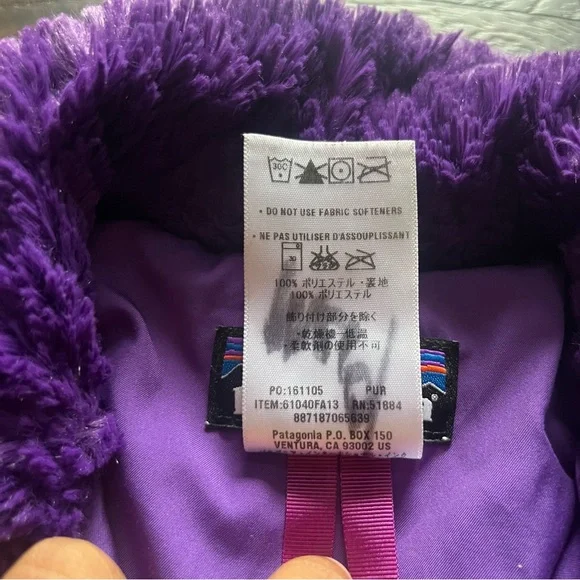 30C
• DO NOT USE FABRIC SOFTENERS
• NE PAS UTILISER D'ASSOUPLISSANT
30
100% ポリエステル・裏地
100% ポリエステル
飾り付け部分を除く
・乾燥機-低温
・柔軟剤の使用不可
PO:161105 PUR
ITEM:61040FA13 RN:51884
887187065639
Patagonia P.O. BOX 150
VENTURA, CA 93002 US